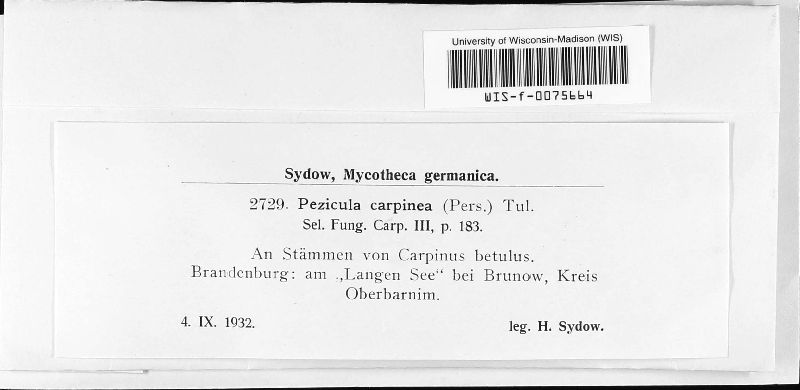 University of Wisconsin-Madison (WIS)
WIS-f-0075664
Sydow, Mycotheca germanica.
2729. Pezicula carpinea (Pers.) Tul.
Sel. Fung. Carp. III, p. 183.
An Stämmen von Carpinus betulus.
Brandenburg: am „Langen See“ bei Brunow, Kreis
Oberbarnim.
4. IX. 1932. leg. H. Sydow.